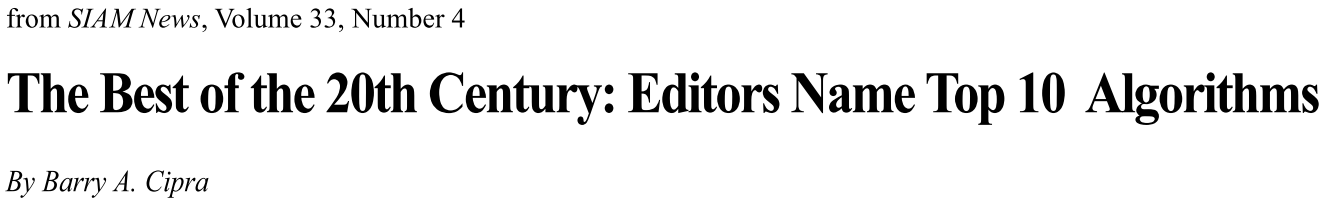 from SIAM News, Volume 33, Number 4
The Best of the 20th Century: Editors Name Top 10 Algorithms
By Barry A. Cipra